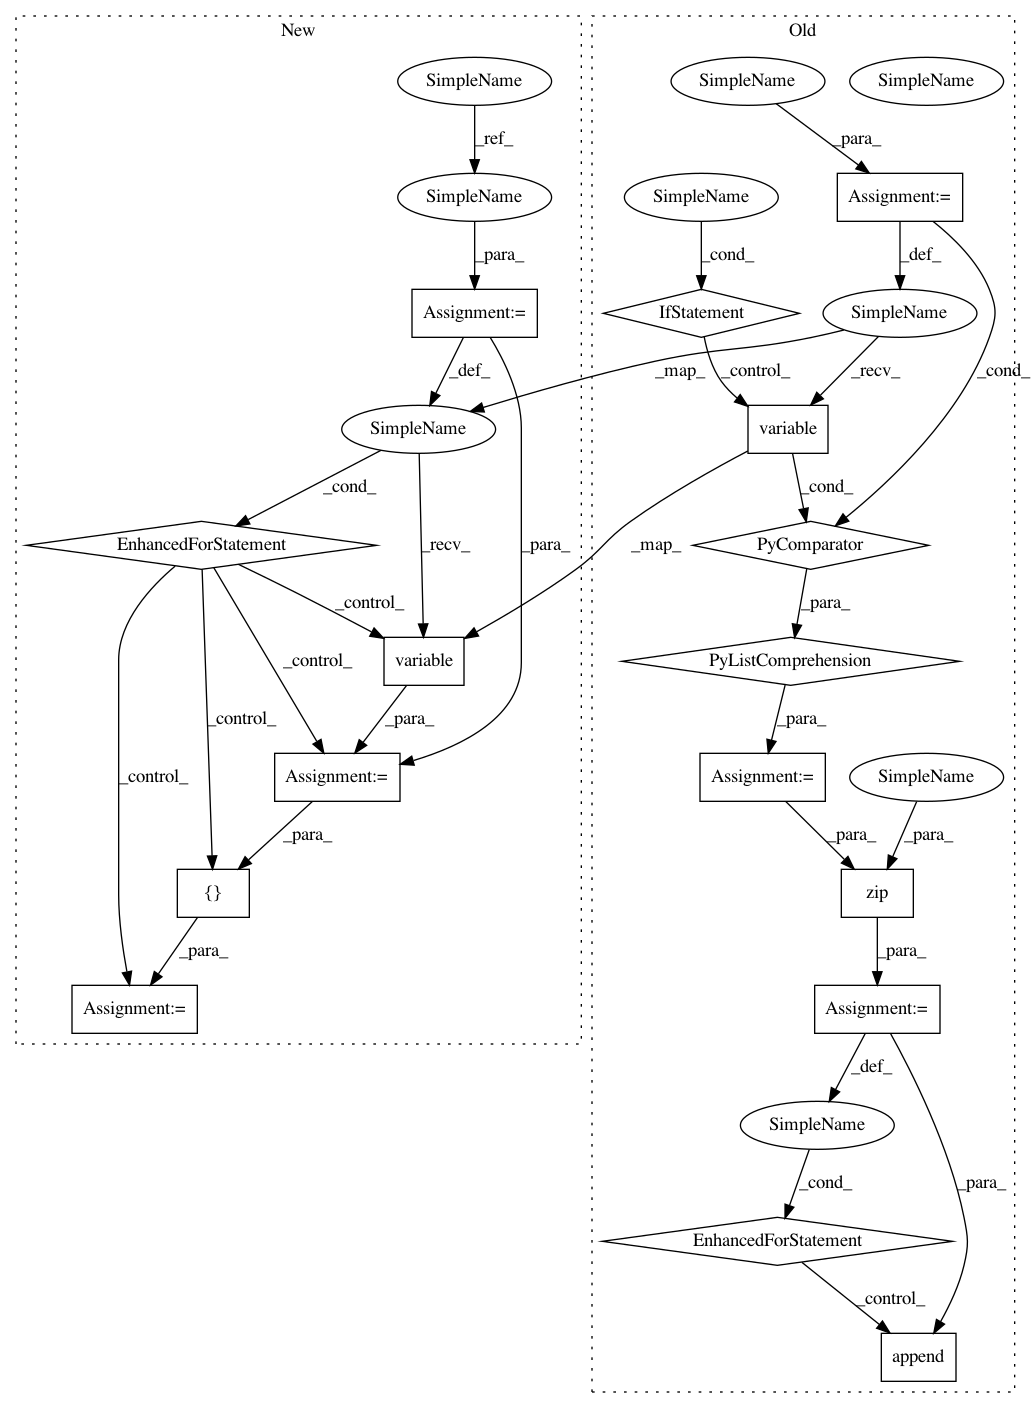 New
Old
SimpleName
SimpleName
SimpleName
_ref_
_para_
SimpleName
SimpleName
Assignment:=
_para_
_cond_
_def_
Assignment:=
IfStatement
SimpleName
_def_
_map_
_control_
_recv_
_cond_
SimpleName
variable
_cond_
_cond_
EnhancedForStatement
_recv_
_para_
_map_
PyComparator
_control_
_para_
_control_
variable
PyListComprehension
_control_
_para_
_para_
_control_
Assignment:=
Assignment:=
SimpleName
_para_
_para_
_para_
{}
zip
_para_
_para_
Assignment:=
Assignment:=
_def_
SimpleName
_para_
_cond_
EnhancedForStatement
_control_
append